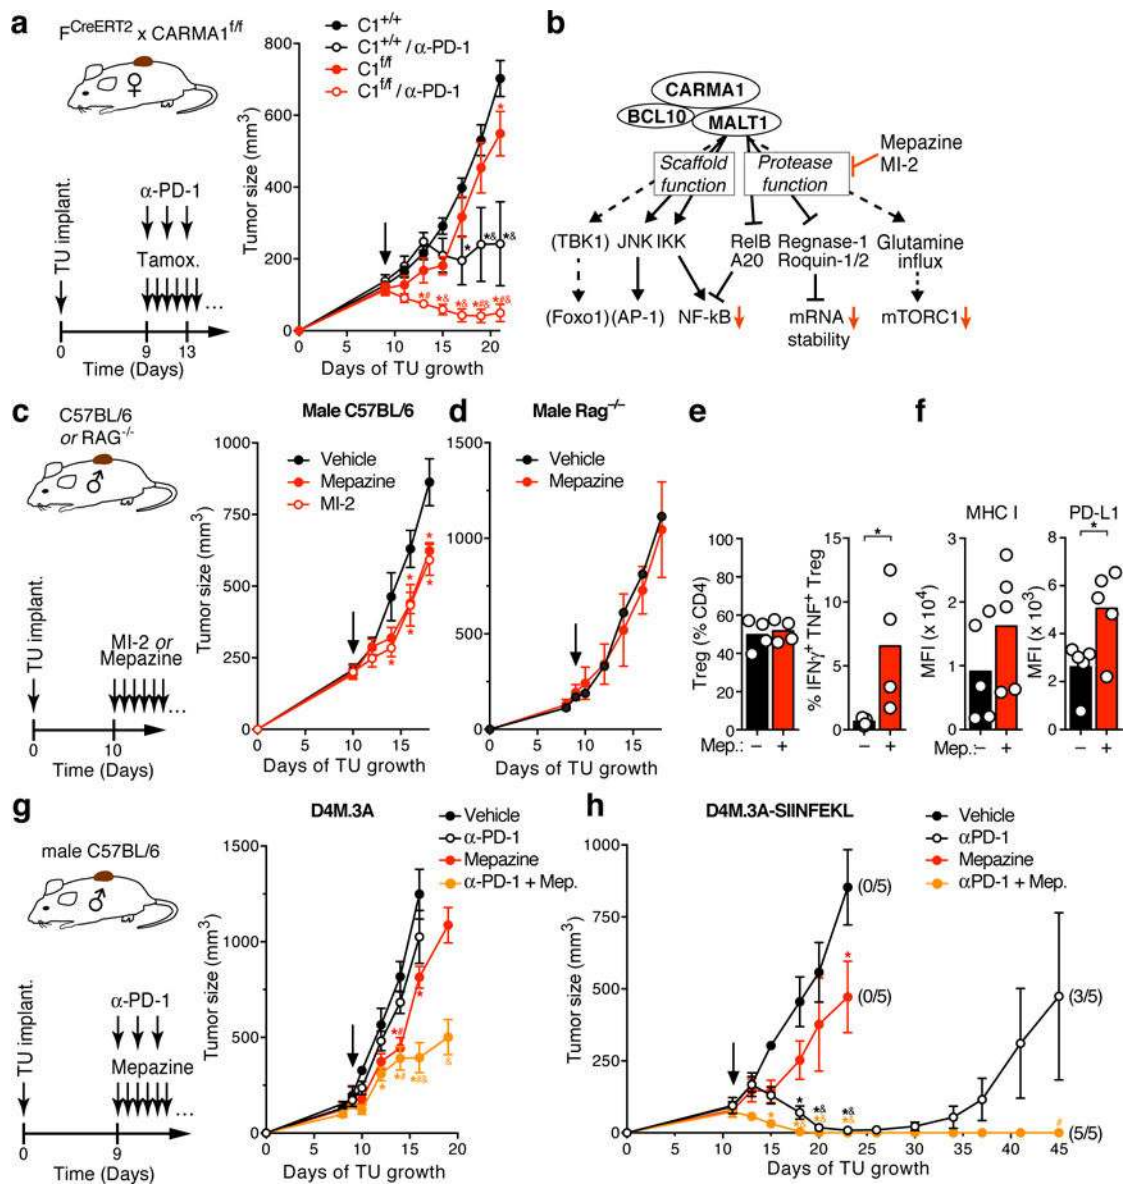 a
F^CreERT2 x CARMA1^f/f
♀
TU implant.
α-PD-1
Tamox.
...
0
9
13
Time (Days)
C1^+/+
C1^+/+ / α-PD-1
C1^f/f
C1^f/f / α-PD-1
Tumor size (mm³)
800
600
400
200
0
*
* *& *&
*# *& *& *#& *#&
0 5 10 15 20
Days of TU growth
b
CARMA1
BCL10
MALT1
Scaffold function
Protease function
Mepazine
MI-2
(TBK1) JNK IKK RelB Regnase-1 Glutamine
A20 Roquin-1/2 influx
(Foxo1) (AP-1) NF-kB mRNA mTORC1
stability
c
C57BL/6
or RAG^-/-
♂
TU implant.
MI-2 or
Mepazine
...
0
10
Time (Days)
Male C57BL/6
Vehicle
Mepazine
MI-2
Tumor size (mm³)
1000
750
500
250
0
* * * * *
0 5 10 15
Days of TU growth
d
Male Rag^-/-
Vehicle
Mepazine
1500
1000
500
0
0 5 10 15
Days of TU growth
e
Treg (% CD4)
100
80
60
40
20
0
Mep.: – +
% IFNγ⁺ TNF⁺ Treg
15
10
5
0
*
– +
f
MHC I
MFI (x 10⁴)
3
2
1
0
Mep.: – +
PD-L1
*
MFI (x 10³)
8
6
4
2
0
– +
g
male C57BL/6
♂
TU implant.
α-PD-1
Mepazine
...
0
9
Time (Days)
D4M.3A
Vehicle
α-PD-1
Mepazine
α-PD-1 + Mep.
Tumor size (mm³)
1500
1000
500
0
*# *
* *# *#& &
0 5 10 15 20
Days of TU growth
h
D4M.3A-SIINFEKL
Vehicle
αPD-1
Mepazine
αPD-1 + Mep.
Tumor size (mm³)
1000
750
500
250
0
(0/5)
*
(0/5)
(3/5)
* *& *&
* *& *& *& #
(5/5)
0 5 10 15 20 25 30 35 40 45
Days of TU growth